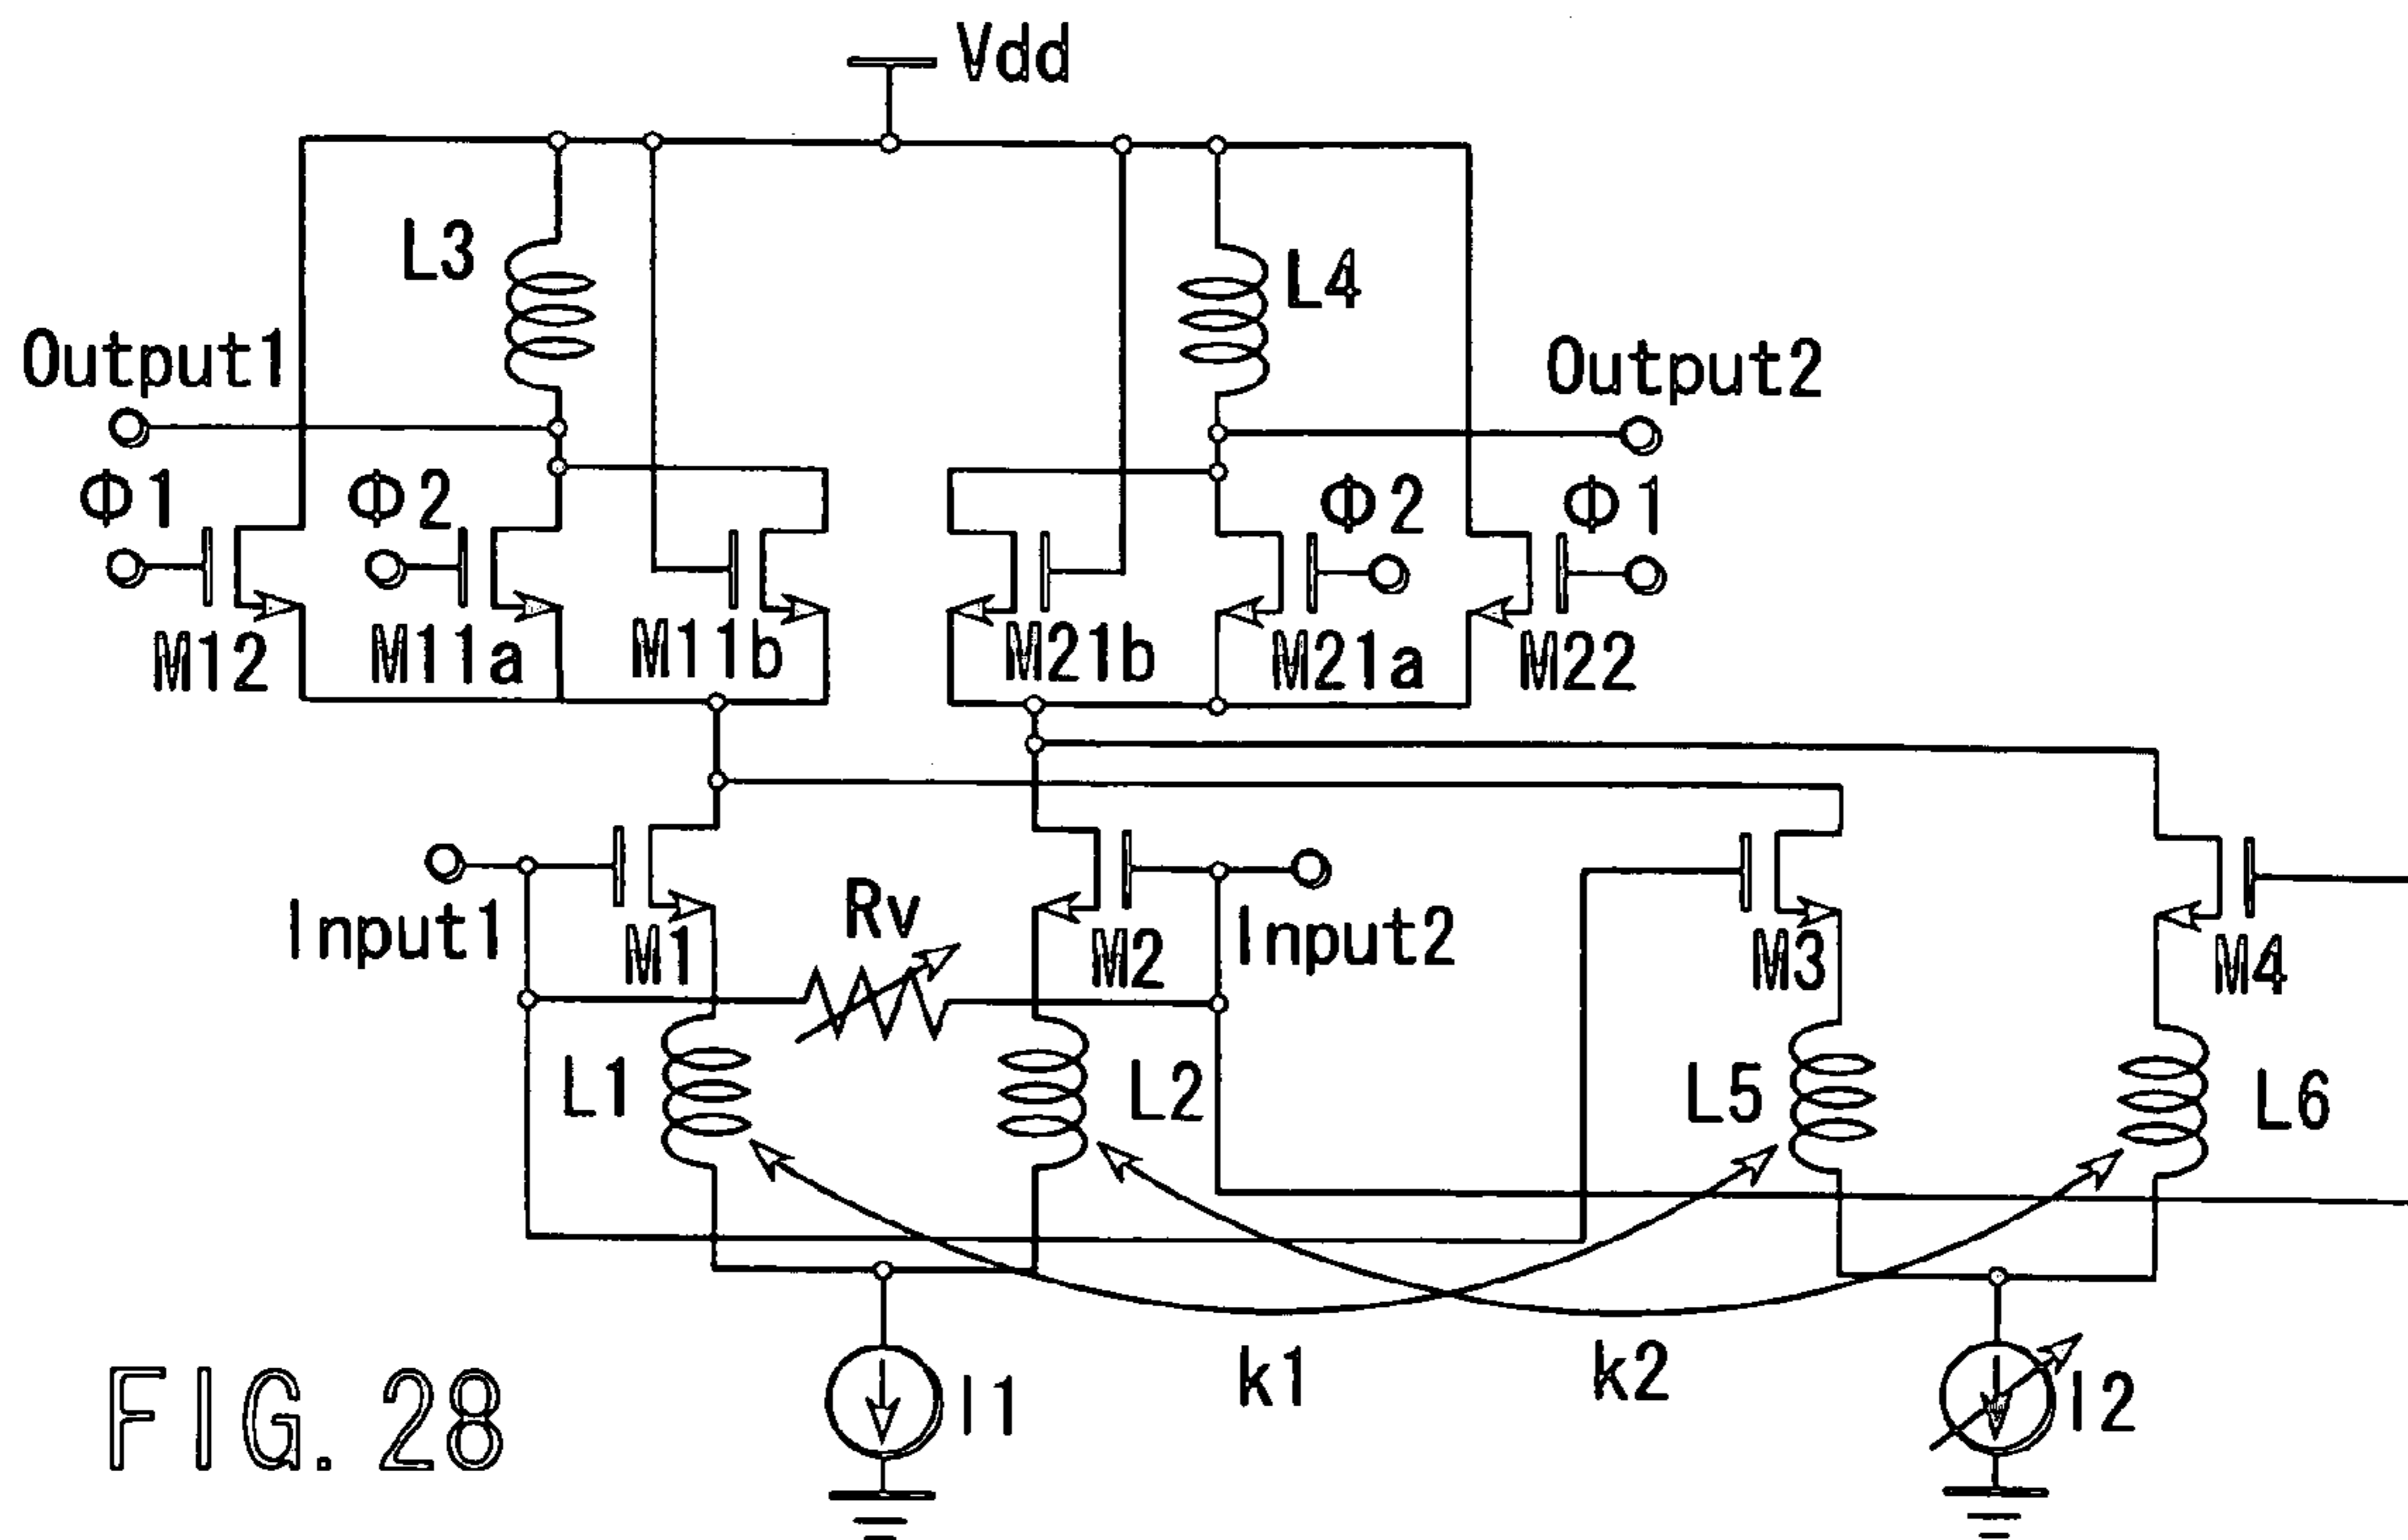 Vdd
L3
L4
Output1
Output2
Φ1
Φ2
Φ2
Φ1
M12
M11a
M11b
M21b
M21a
M22
Input1
M1
Rv
M2
Input2
M3
M4
L1
L2
L5
L6
k1
k2
I1
I2
FIG. 28